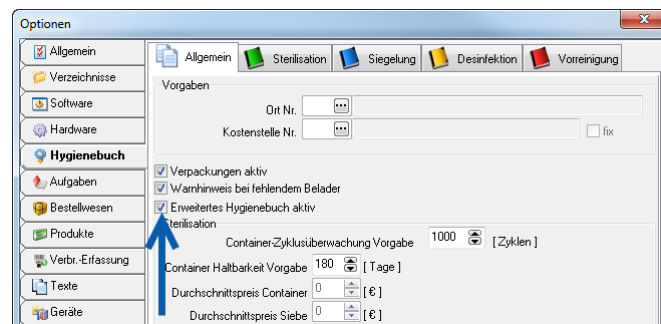 Optionen
Allgemein
Verzeichnisse
Software
Hardware
Hygienebuch
Aufgaben
Bestellwesen
Produkte
Verbr.-Erfassung
Texte
Geräte
Allgemein Sterilisation Siegelung Desinfektion Vorreinigung
Vorgaben
Ort Nr.
Kostenstelle Nr. fix
Verpackungen aktiv
Warnhinweis bei fehlendem Belader
Erweitertes Hygienebuch aktiv
Sterilisation
Container-Zyklusüberwachung Vorgabe 1000 [ Zyklen ]
Container Haltbarkeit Vorgabe 180 [ Tage ]
Durchschnittspreis Container 0 [ € ]
Durchschnittspreis Siebe 0 [ € ]